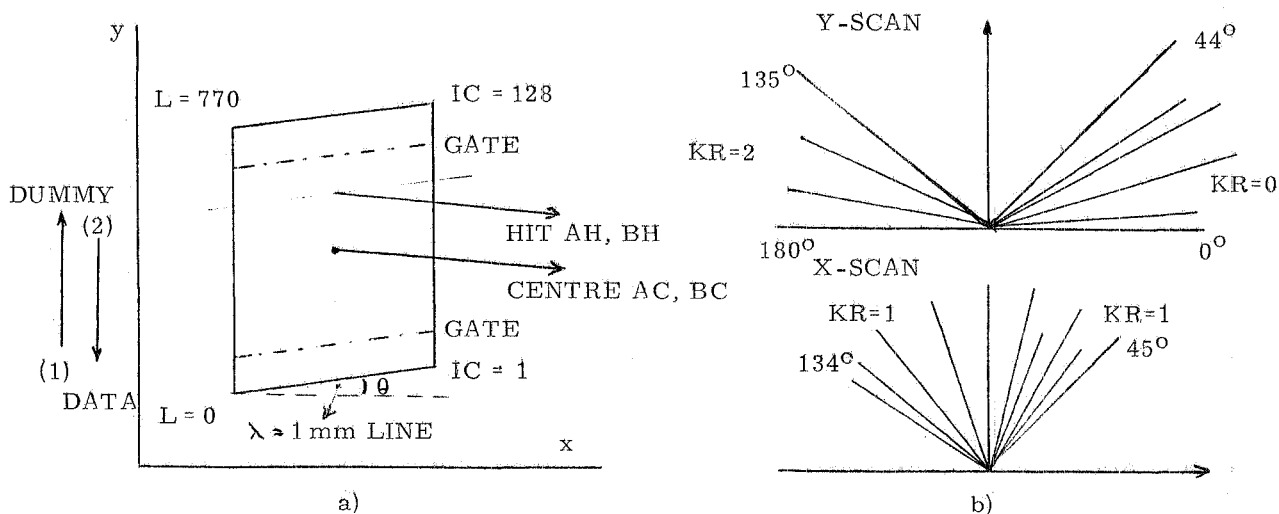 y
L = 770
IC = 128
GATE
DUMMY
(2)
HIT AH, BH
CENTRE AC, BC
GATE
(1)
IC = 1
DATA
L = 0
) θ
λ = 1 mm LINE
x
a)
Y-SCAN
44°
135°
KR=2
KR=0
180°
0°
X-SCAN
KR=1
KR=1
134°
45°
b)